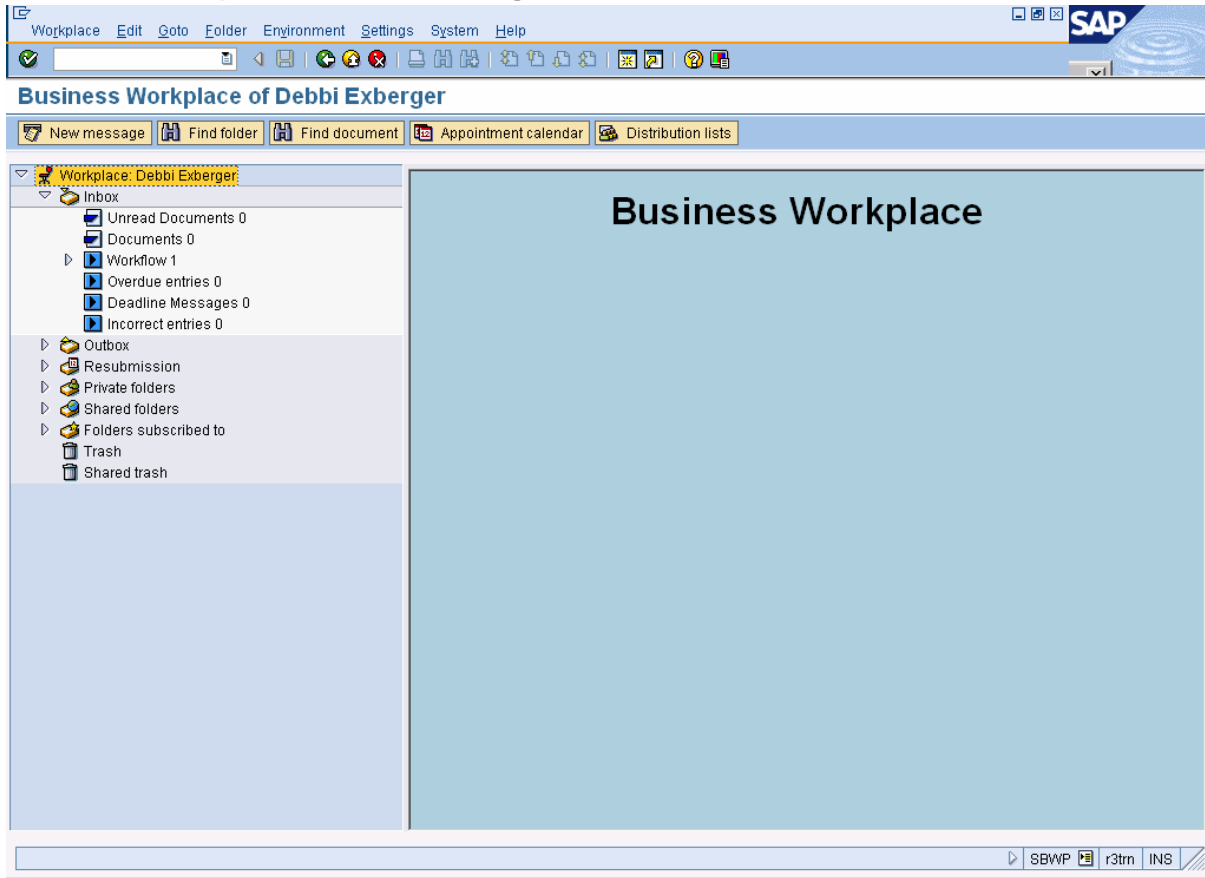 Workplace Edit Goto Folder Environment Settings System Help
SAP
Business Workplace of Debbi Exberger
New message Find folder Find document Appointment calendar Distribution lists
Workplace: Debbi Exberger
Inbox
Unread Documents 0
Documents 0
Workflow 1
Overdue entries 0
Deadline Messages 0
Incorrect entries 0
Outbox
Resubmission
Private folders
Shared folders
Folders subscribed to
Trash
Shared trash
Business Workplace
SBWP r3trn INS